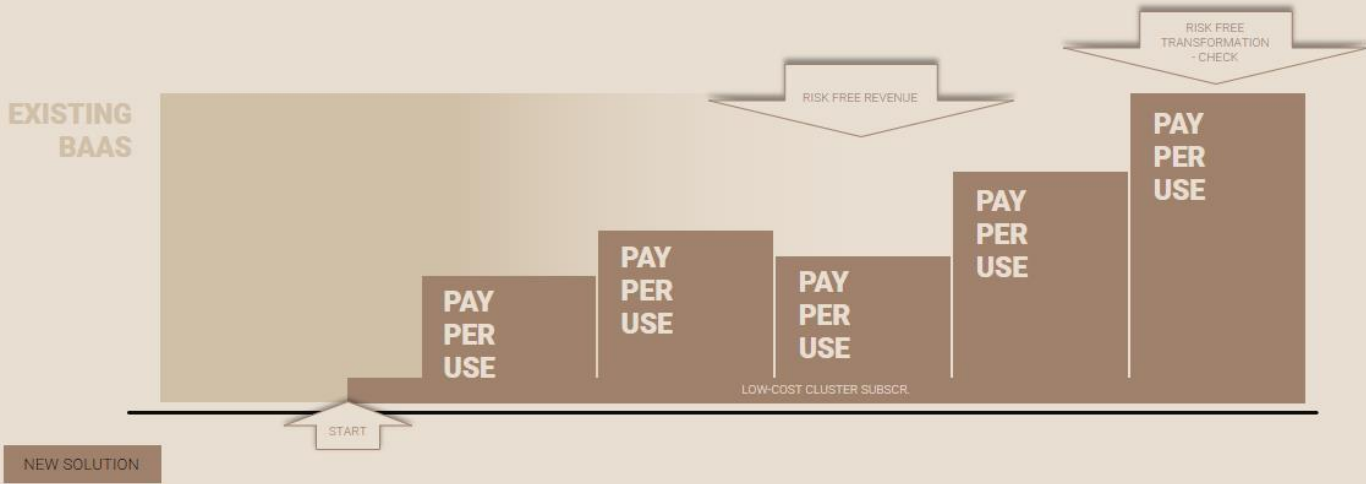 EXISTING
BAAS
RISK FREE REVENUE
RISK FREE
TRANSFORMATION
- CHECK
PAY
PER
USE
PAY
PER
USE
PAY
PER
USE
PAY
PER
USE
PAY
PER
USE
LOW-COST CLUSTER SUBSCR.
START
NEW SOLUTION